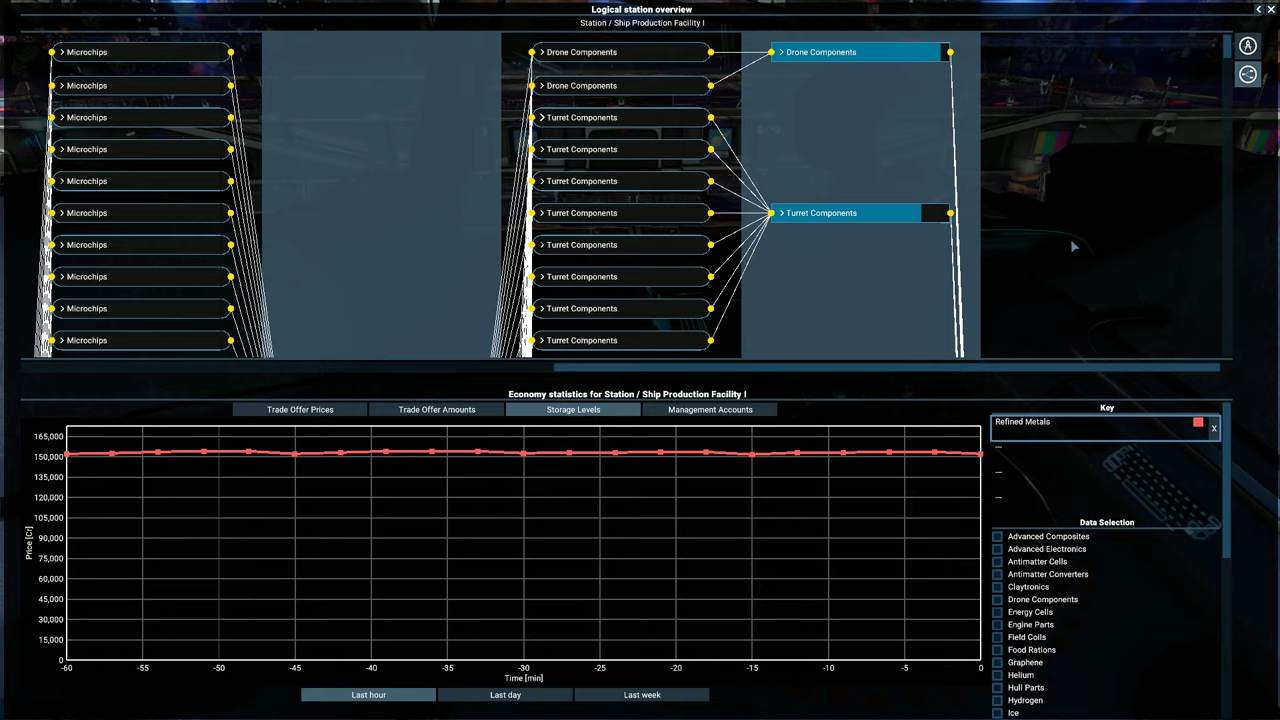 Logical station overview
Station / Ship Production Facility I
Microchips
Drone Components
Drone Components
Microchips
Drone Components
Microchips
Turret Components
Microchips
Turret Components
Microchips
Turret Components
Microchips
Turret Components
Turret Components
Microchips
Turret Components
Microchips
Turret Components
Microchips
Turret Components
Microchips
Turret Components
Economy statistics for Station / Ship Production Facility I
Trade Offer Prices
Trade Offer Amounts
Storage Levels
Management Accounts
Price [Cr]
165,000
150,000
135,000
120,000
105,000
90,000
75,000
60,000
45,000
30,000
15,000
0
-60
-55
-50
-45
-40
-35
-30
-25
-20
-15
-10
-5
0
Time [min]
Last hour
Last day
Last week
Key
Refined Metals
X
Data Selection
Advanced Composites
Advanced Electronics
Antimatter Cells
Antimatter Converters
Claytronics
Drone Components
Energy Cells
Engine Parts
Field Coils
Food Rations
Graphene
Helium
Hull Parts
Hydrogen
Ice